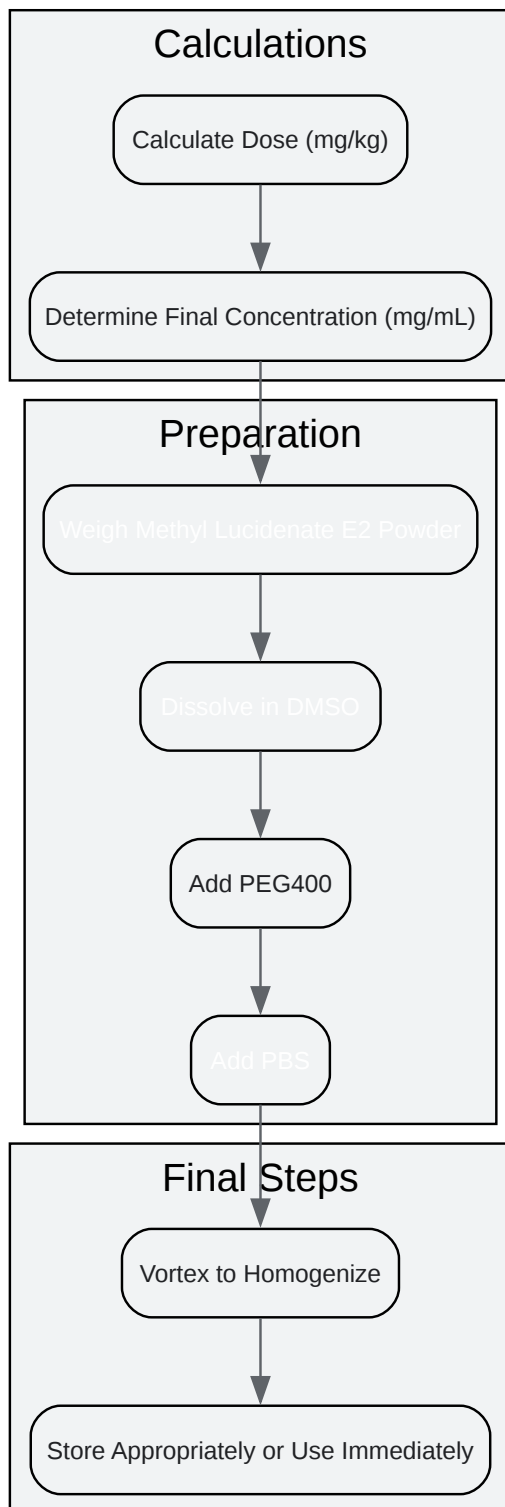 Calculations
Calculate Dose (mg/kg)
Determine Final Concentration (mg/mL)
Preparation
Weigh Methyl Lucidenate E2 Powder
Dissolve in DMSO
Add PEG400
Add PBS
Final Steps
Vortex to Homogenize
Store Appropriately or Use Immediately